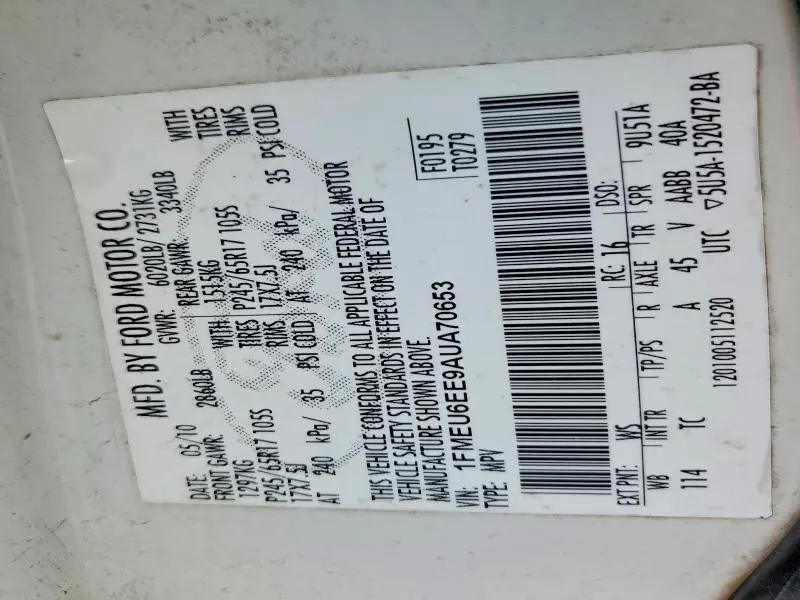 MFD. BY FORD MOTOR CO.
DATE: 05/10 GVWR: 6020LB/ 2731KG
FRONT GAWR: 2860LB REAR GAWR: 3340LB
1297KG WITH 1515KG WITH
P245/65R17 105S TIRES P245/65R17 105S TIRES
17X7.5J RIMS 17X7.5J RIMS
AT 240 kPa/ 35 PSI COLD AT 240 kPa/ 35 PSI COLD
THIS VEHICLE CONFORMS TO ALL APPLICABLE FEDERAL MOTOR
VEHICLE SAFETY STANDARDS IN EFFECT ON THE DATE OF
MANUFACTURE SHOWN ABOVE.
VIN: 1FMEU6EE9AUA70653 F0195
TYPE: MPV T0279
EXT PNT: WS RC: 16 DSO:
WB INT TR TP/PS R AXLE TR SPR 9U51A
114 TC A 45 V AABB 40A
1201005112520 UTC ▽5U5A-1520472-BA